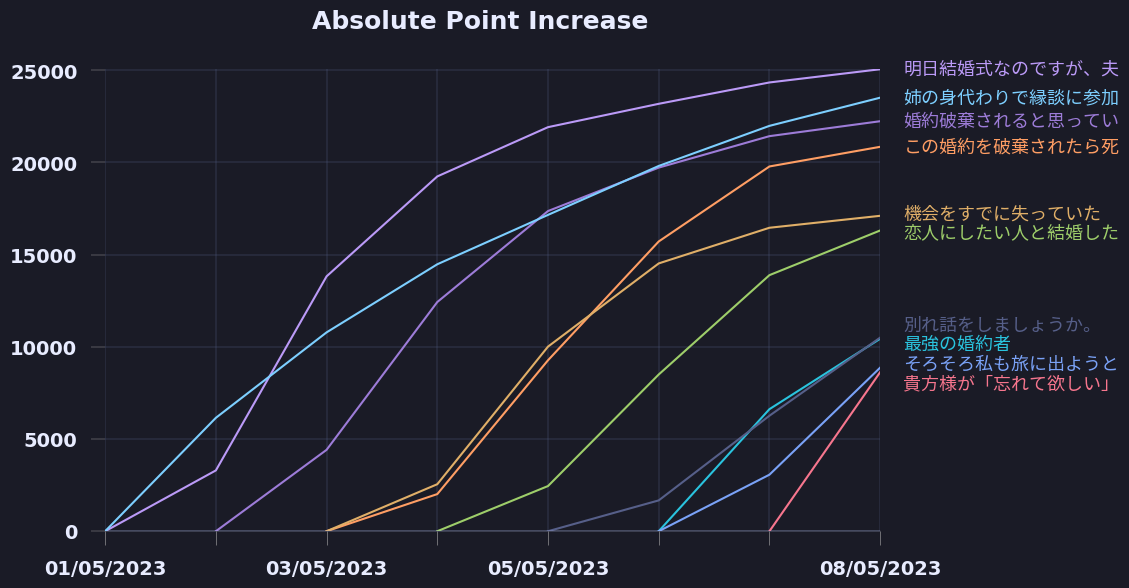 Absolute Point Increase
25000
20000
15000
10000
5000
0
01/05/2023
03/05/2023
05/05/2023
08/05/2023
明日結婚式なのですが、夫
姉の身代わりで縁談に参加
婚約破棄されると思ってい
この婚約を破棄されたら死
機会をすでに失っていた
恋人にしたい人と結婚した
別れ話をしましょうか。
最強の婚約者
そろそろ私も旅に出ようと
貴方様が「忘れて欲しい」